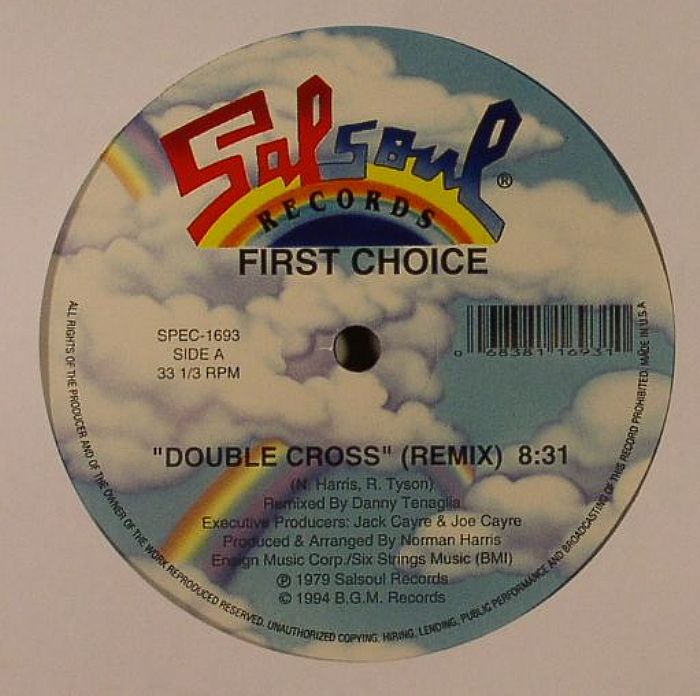 Salsoul ®
RECORDS
FIRST CHOICE
SPEC-1693
SIDE A
33 1/3 RPM
0 68381 16931
"DOUBLE CROSS" (REMIX) 8:31
(N. Harris, R. Tyson)
Remixed By Danny Tenaglia
Executive Producers: Jack Cayre & Joe Cayre
Produced & Arranged By Norman Harris
Ensign Music Corp./Six Strings Music (BMI)
℗ 1979 Salsoul Records
© 1994 B.G.M. Records
ALL RIGHTS OF THE PRODUCER AND OF THE OWNER OF THE WORK REPRODUCED RESERVED. UNAUTHORIZED COPYING, HIRING, LENDING, PUBLIC PERFORMANCE AND BROADCASTING OF THIS RECORD PROHIBITED. MADE IN U.S.A